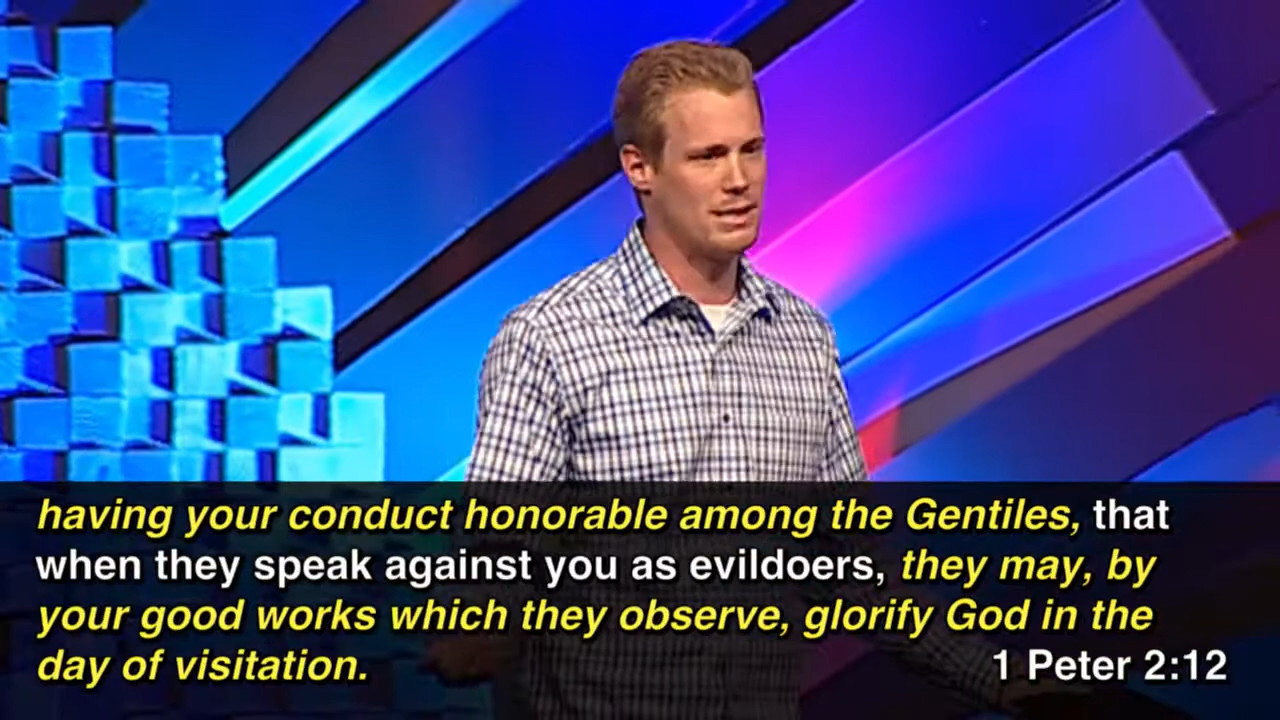 having your conduct honorable among the Gentiles, that
when they speak against you as evildoers, they may, by
your good works which they observe, glorify God in the
day of visitation.
1 Peter 2:12